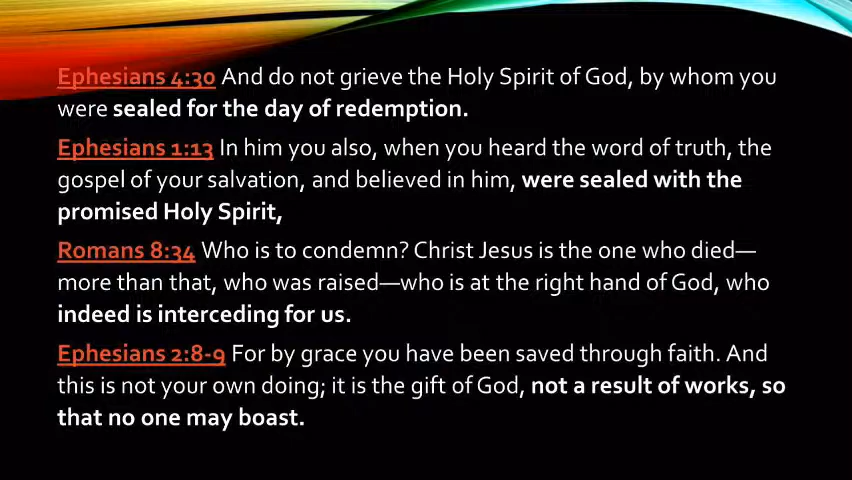 Ephesians 4:30 And do not grieve the Holy Spirit of God, by whom you
were sealed for the day of redemption.
Ephesians 1:13 In him you also, when you heard the word of truth, the
gospel of your salvation, and believed in him, were sealed with the
promised Holy Spirit,
Romans 8:34 Who is to condemn? Christ Jesus is the one who died—
more than that, who was raised—who is at the right hand of God, who
indeed is interceding for us.
Ephesians 2:8-9 For by grace you have been saved through faith. And
this is not your own doing; it is the gift of God, not a result of works, so
that no one may boast.